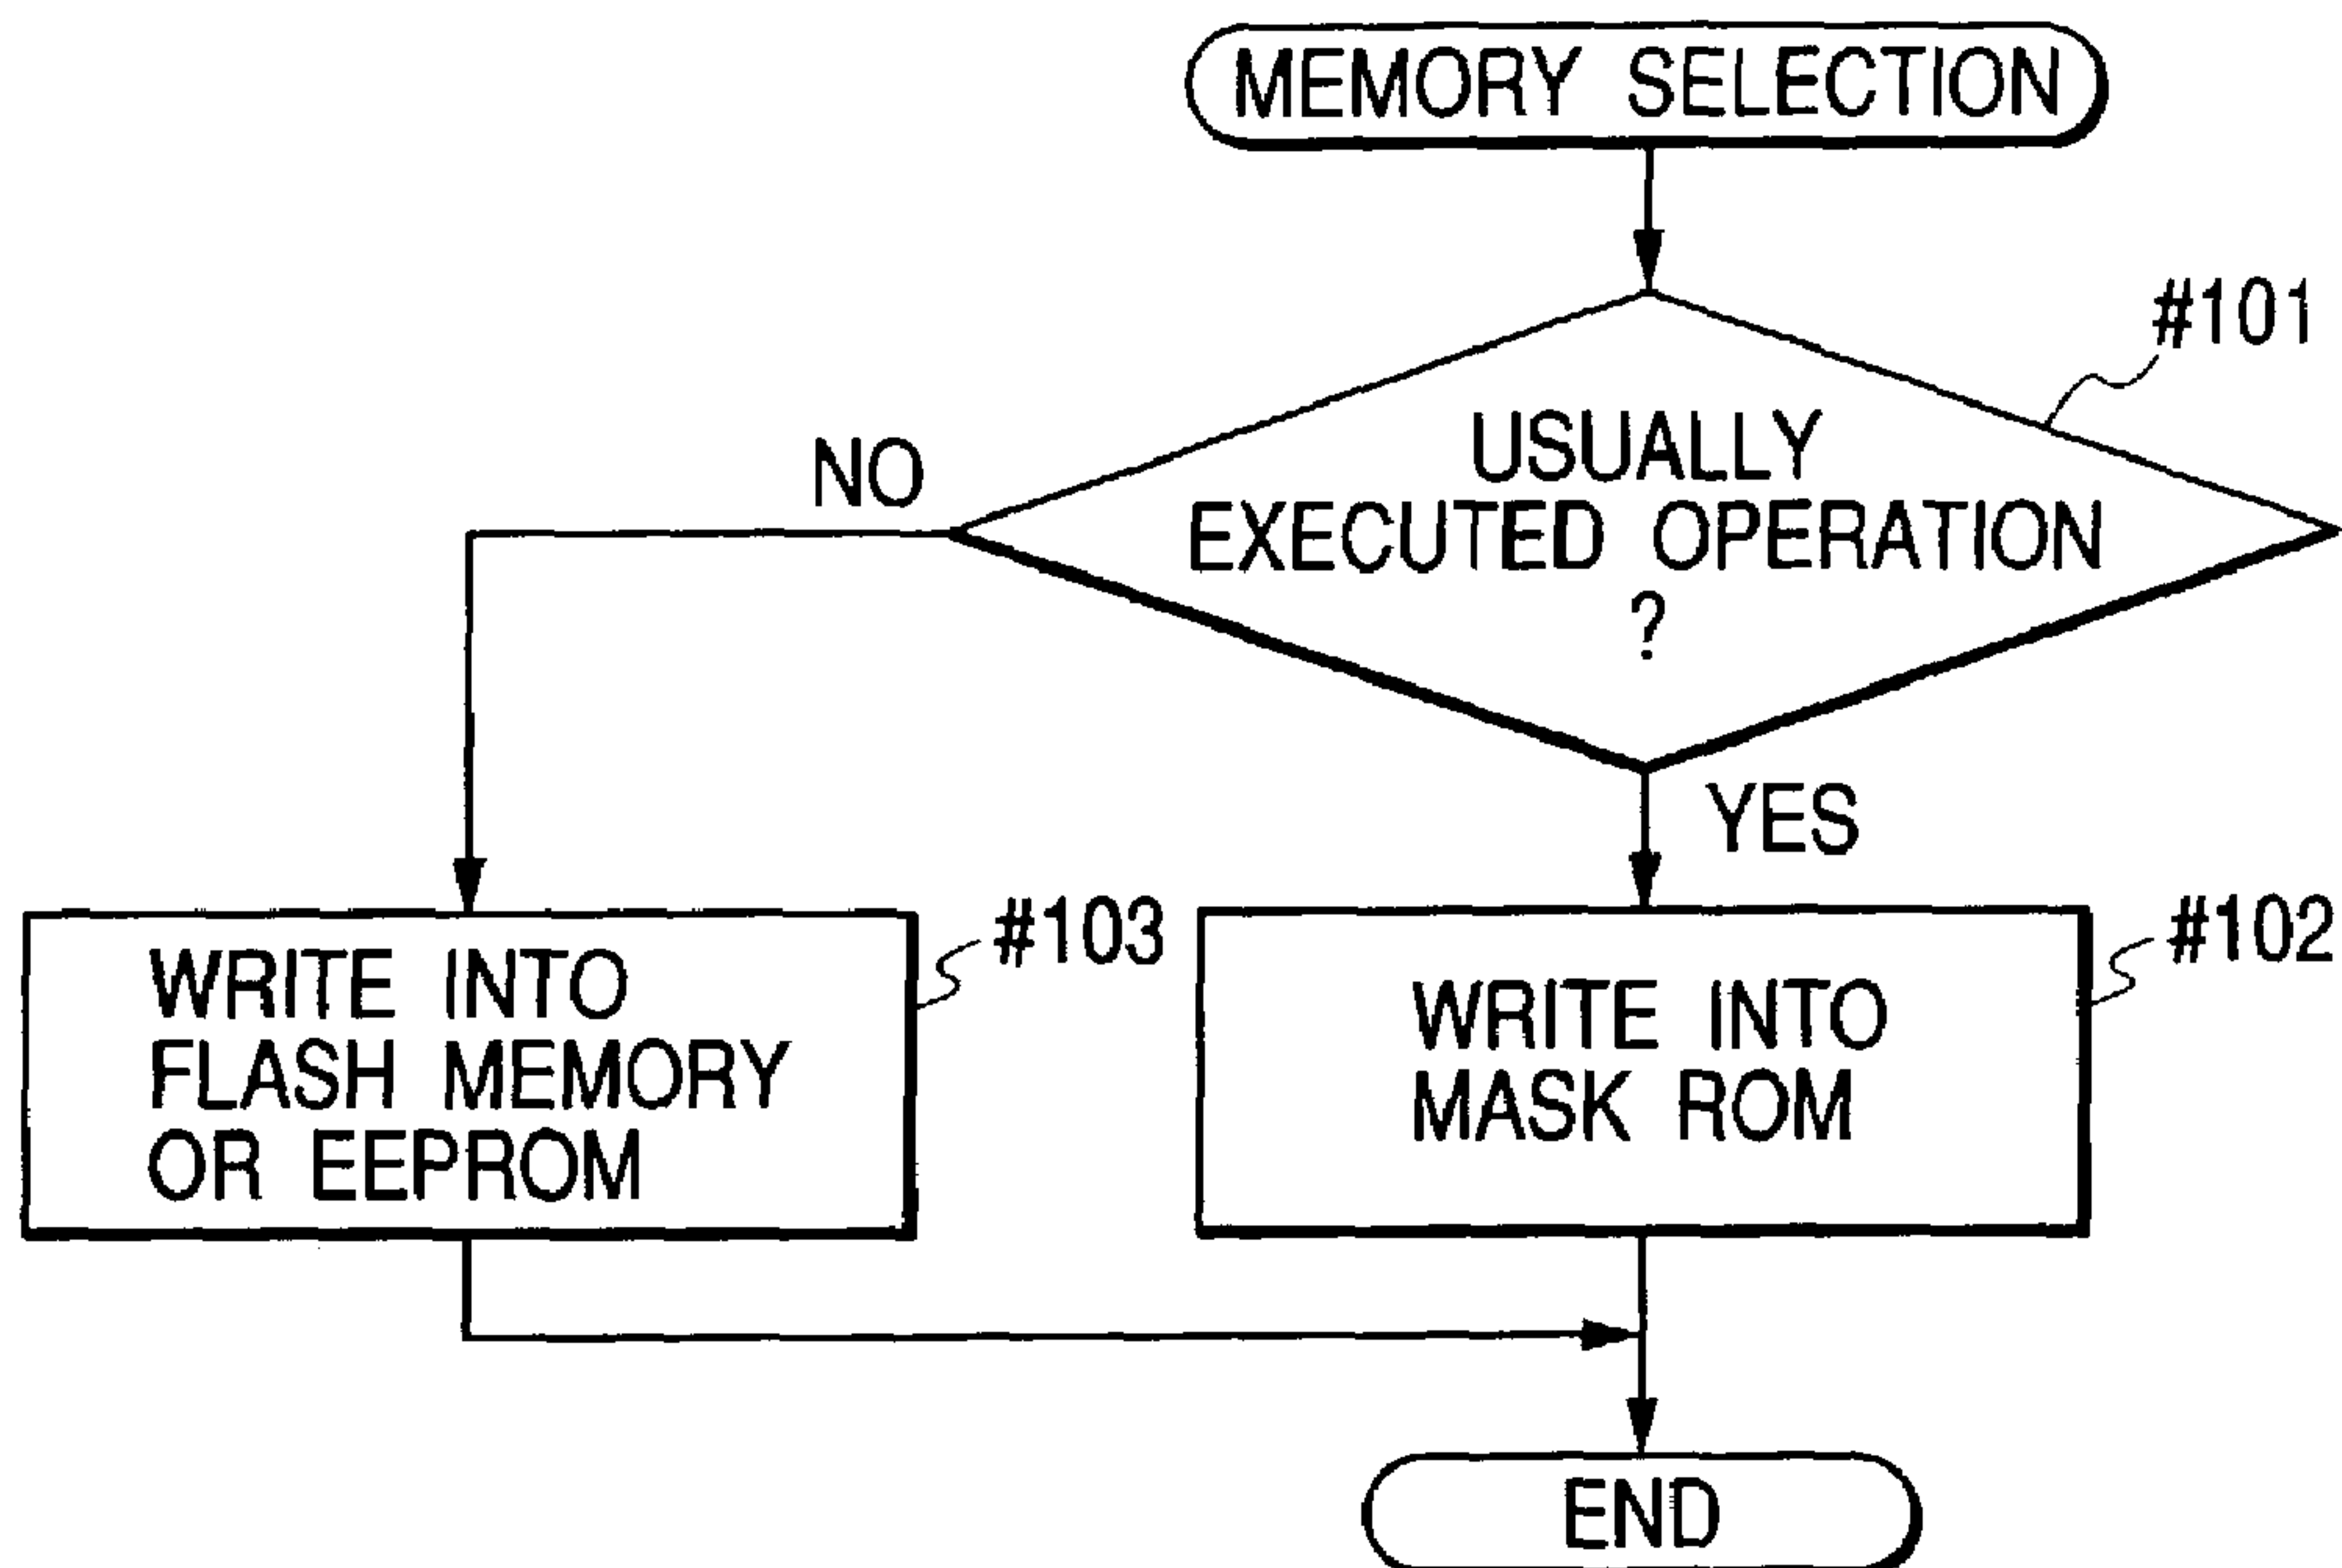 MEMORY SELECTION
#101
USUALLY
EXECUTED OPERATION
?
NO
YES
#103
WRITE INTO
FLASH MEMORY
OR EEPROM
#102
WRITE INTO
MASK ROM
END